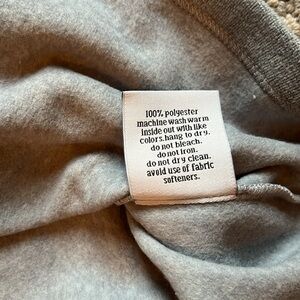 100% polyester
machine wash warm
inside out with like
colors. hang to dry.
do not bleach.
do not iron.
do not dry clean.
avoid use of fabric
softeners.